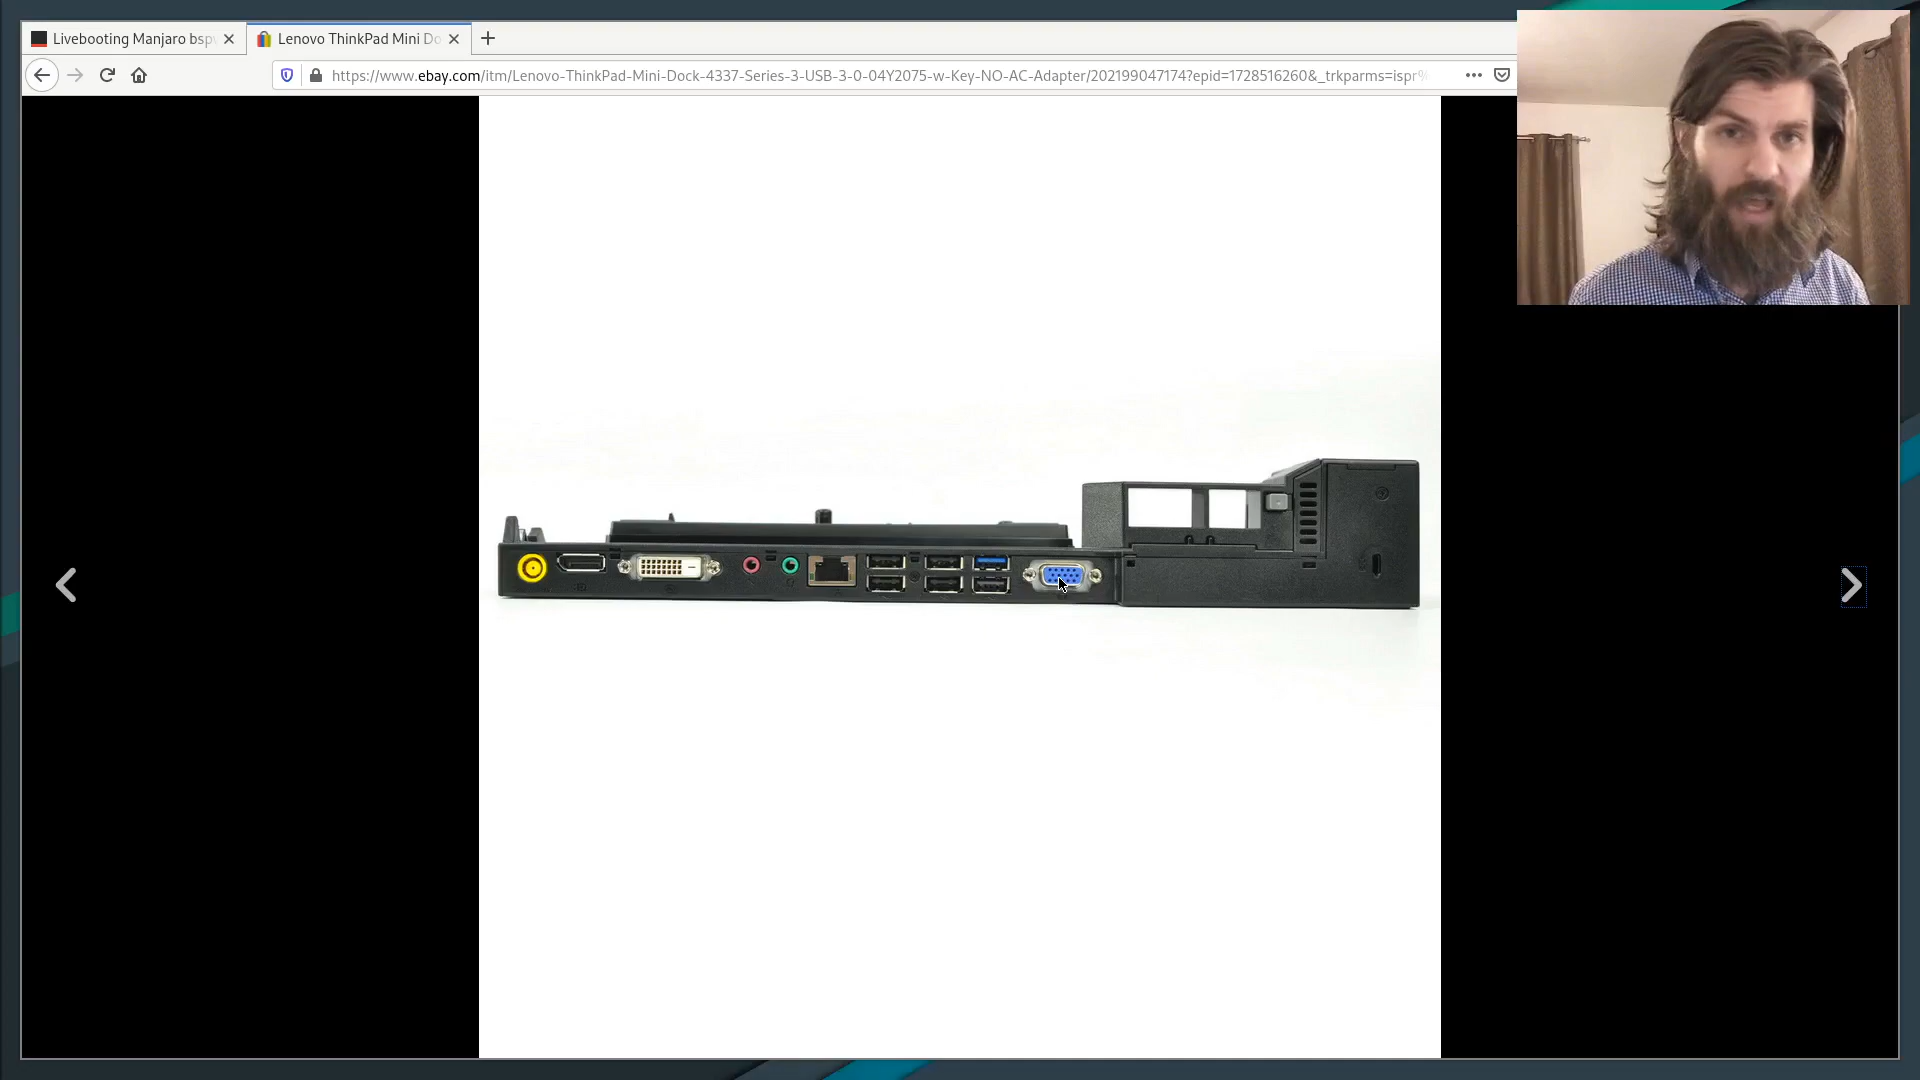 Livebooting Manjaro bsp
Lenovo ThinkPad Mini Do
https://www.ebay.com/itm/Lenovo-ThinkPad-Mini-Dock-4337-Series-3-USB-3-0-04Y2075-w-Key-NO-AC-Adapter/202199047174?epid=1728516260&_trkparms=ispr%